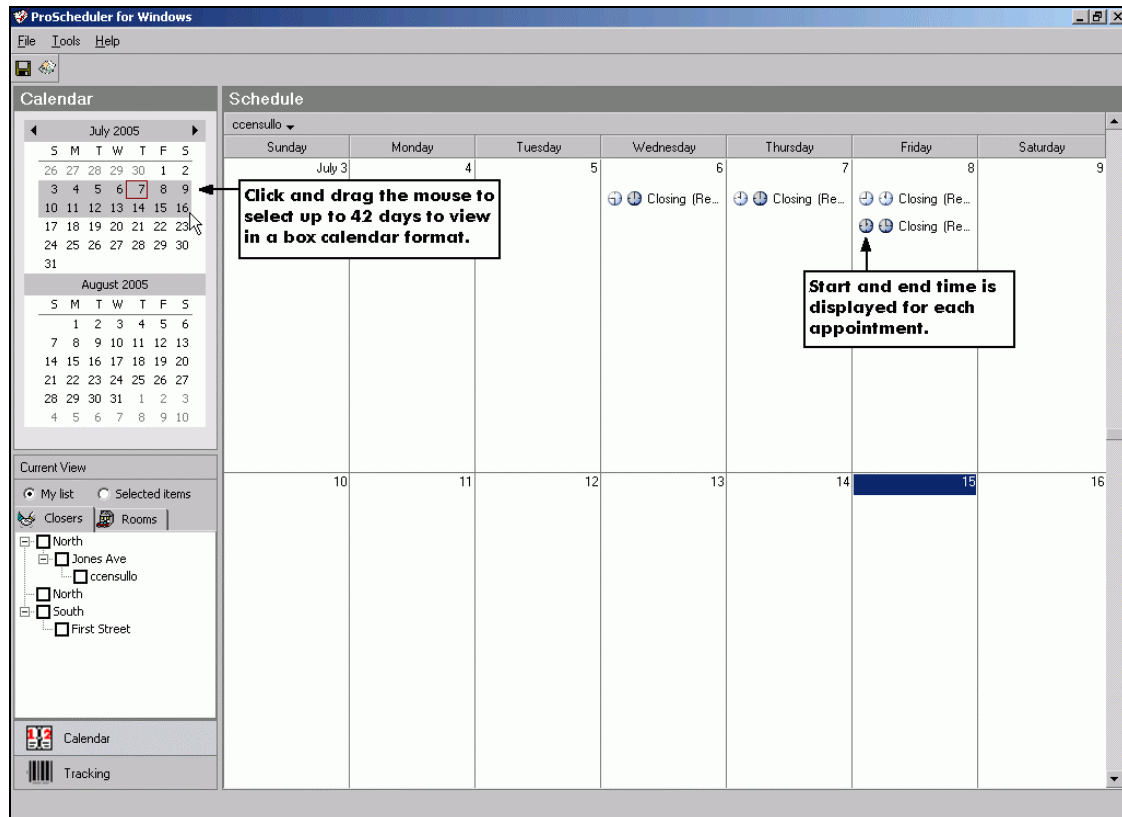 ProScheduler for Windows
File Tools Help
Calendar
July 2005
S M T W T F S
26 27 28 29 30 1 2
3 4 5 6 7 8 9
10 11 12 13 14 15 16
17 18 19 20 21 22 23
24 25 26 27 28 29 30
31
August 2005
S M T W T F S
1 2 3 4 5 6
7 8 9 10 11 12 13
14 15 16 17 18 19 20
21 22 23 24 25 26 27
28 29 30 31 1 2 3
4 5 6 7 8 9 10
Current View
My list Selected items
Closers Rooms
North
Jones Ave
ccensullo
North
South
First Street
Calendar
Tracking
Schedule
ccensullo
Sunday Monday Tuesday Wednesday Thursday Friday Saturday
July 3 4 5 6 7 8 9
Closing (Re... Closing (Re... Closing (Re...
Closing (Re...
Click and drag the mouse to
select up to 42 days to view
in a box calendar format.
Start and end time is
displayed for each
appointment.
10 11 12 13 14 15 16